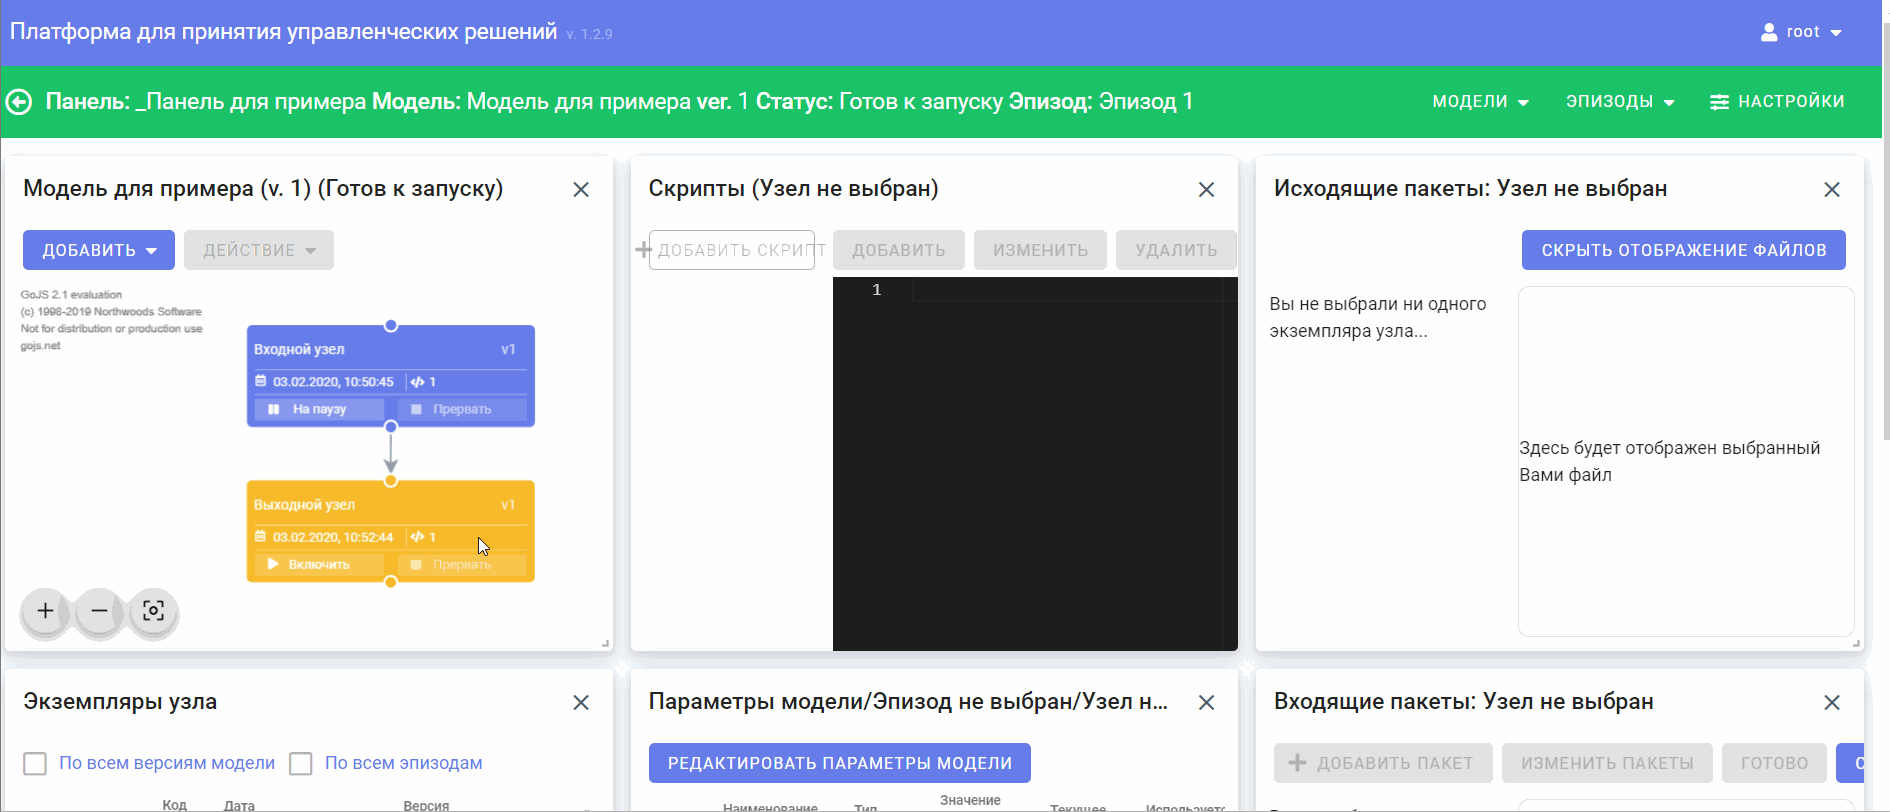 Платформа для принятия управленческих решений v. 1.2.9
root
Панель: _Панель для примера Модель: Модель для примера ver. 1 Статус: Готов к запуску Эпизод: Эпизод 1
МОДЕЛИ
ЭПИЗОДЫ
НАСТРОЙКИ
Модель для примера (v. 1) (Готов к запуску)
ДОБАВИТЬ
ДЕЙСТВИЕ
GoJS 2.1 evaluation
(c) 1998-2019 Northwoods Software
Not for distribution or production use
gojs.net
Входной узел v1
03.02.2020, 10:50:45 1
На паузу Прервать
Выходной узел v1
03.02.2020, 10:52:44 1
Включить Прервать
Скрипты (Узел не выбран)
ДОБАВИТЬ СКРИПТ
ДОБАВИТЬ
ИЗМЕНИТЬ
УДАЛИТЬ
1
Исходящие пакеты: Узел не выбран
СКРЫТЬ ОТОБРАЖЕНИЕ ФАЙЛОВ
Вы не выбрали ни одного
экземпляра узла...
Здесь будет отображен выбранный
Вами файл
Экземпляры узла
По всем версиям модели
По всем эпизодам
Код
Дата
Версия
Параметры модели/Эпизод не выбран/Узел н...
РЕДАКТИРОВАТЬ ПАРАМЕТРЫ МОДЕЛИ
Наименование
Тип
Значение
Текущее
Входящие пакеты: Узел не выбран
ДОБАВИТЬ ПАКЕТ
ИЗМЕНИТЬ ПАКЕТЫ
ГОТОВО